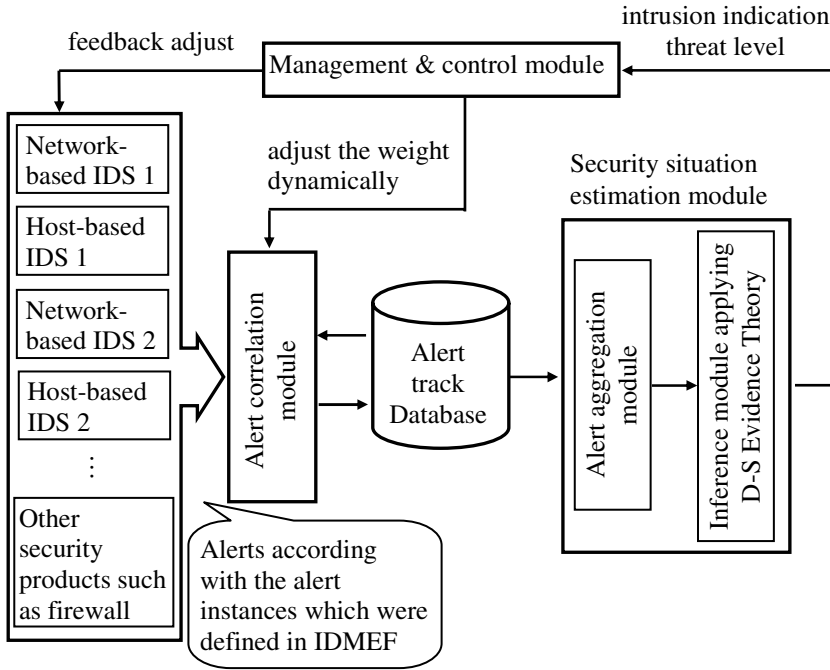 intrusion indication
threat level
feedback adjust
Management & control module
adjust the weight
dynamically
Security situation
estimation module
Network-
based IDS 1
Host-based
IDS 1
Network-
based IDS 2
Host-based
IDS 2
⋮
Other
security
products such
as firewall
Alert correlation
module
Alert
track
Database
Alert aggregation
module
Inference module applying
D-S Evidence Theory
Alerts according
with the alert
instances which were
defined in IDMEF